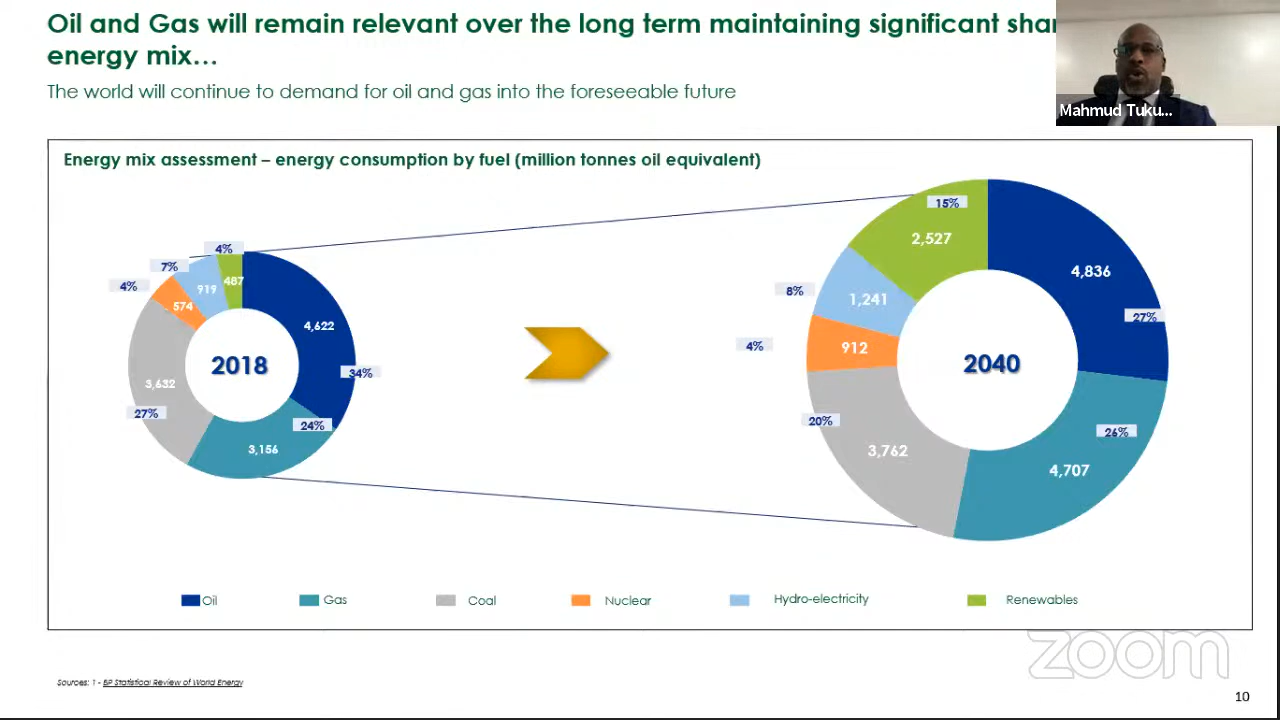 Oil and Gas will remain relevant over the long term maintaining significant
energy mix…
The world will continue to demand for oil and gas into the foreseeable future
Mahmud Tuku...
Energy mix assessment – energy consumption by fuel (million tonnes oil equivalent)
4%
7%
4%
487
919
574
4,622
2018
34%
3,632
27%
24%
3,156
15%
2,527
4,836
8%
1,241
27%
4%
912
2040
20%
26%
3,762
4,707
Oil
Gas
Coal
Nuclear
Hydro-electricity
Renewables
zoom
Sources: 1 - BP Statistical Review of World Energy
10